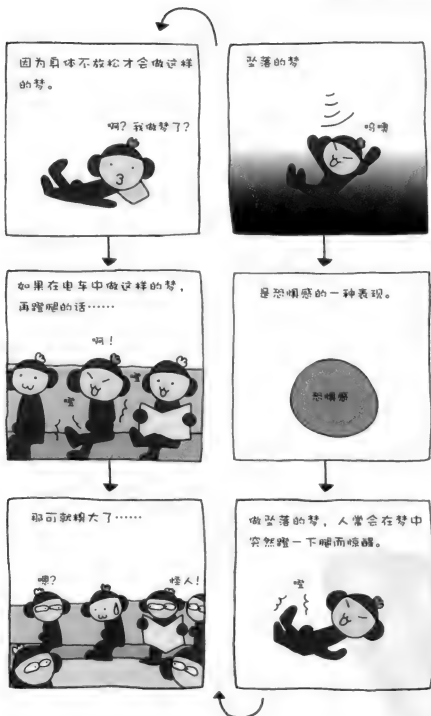 坠落的梦
呜噢
是恐惧感的一种表现。
恐惧感
做坠落的梦，人常会在梦中
突然蹬一下腿而惊醒。
噔
因为身体不放松才会做这样
的梦。
啊？我做梦了？
如果在电车中做这样的梦，
再蹬腿的话……
啊！
噔
噔
那可就糗大了……
嗯？
怪人！